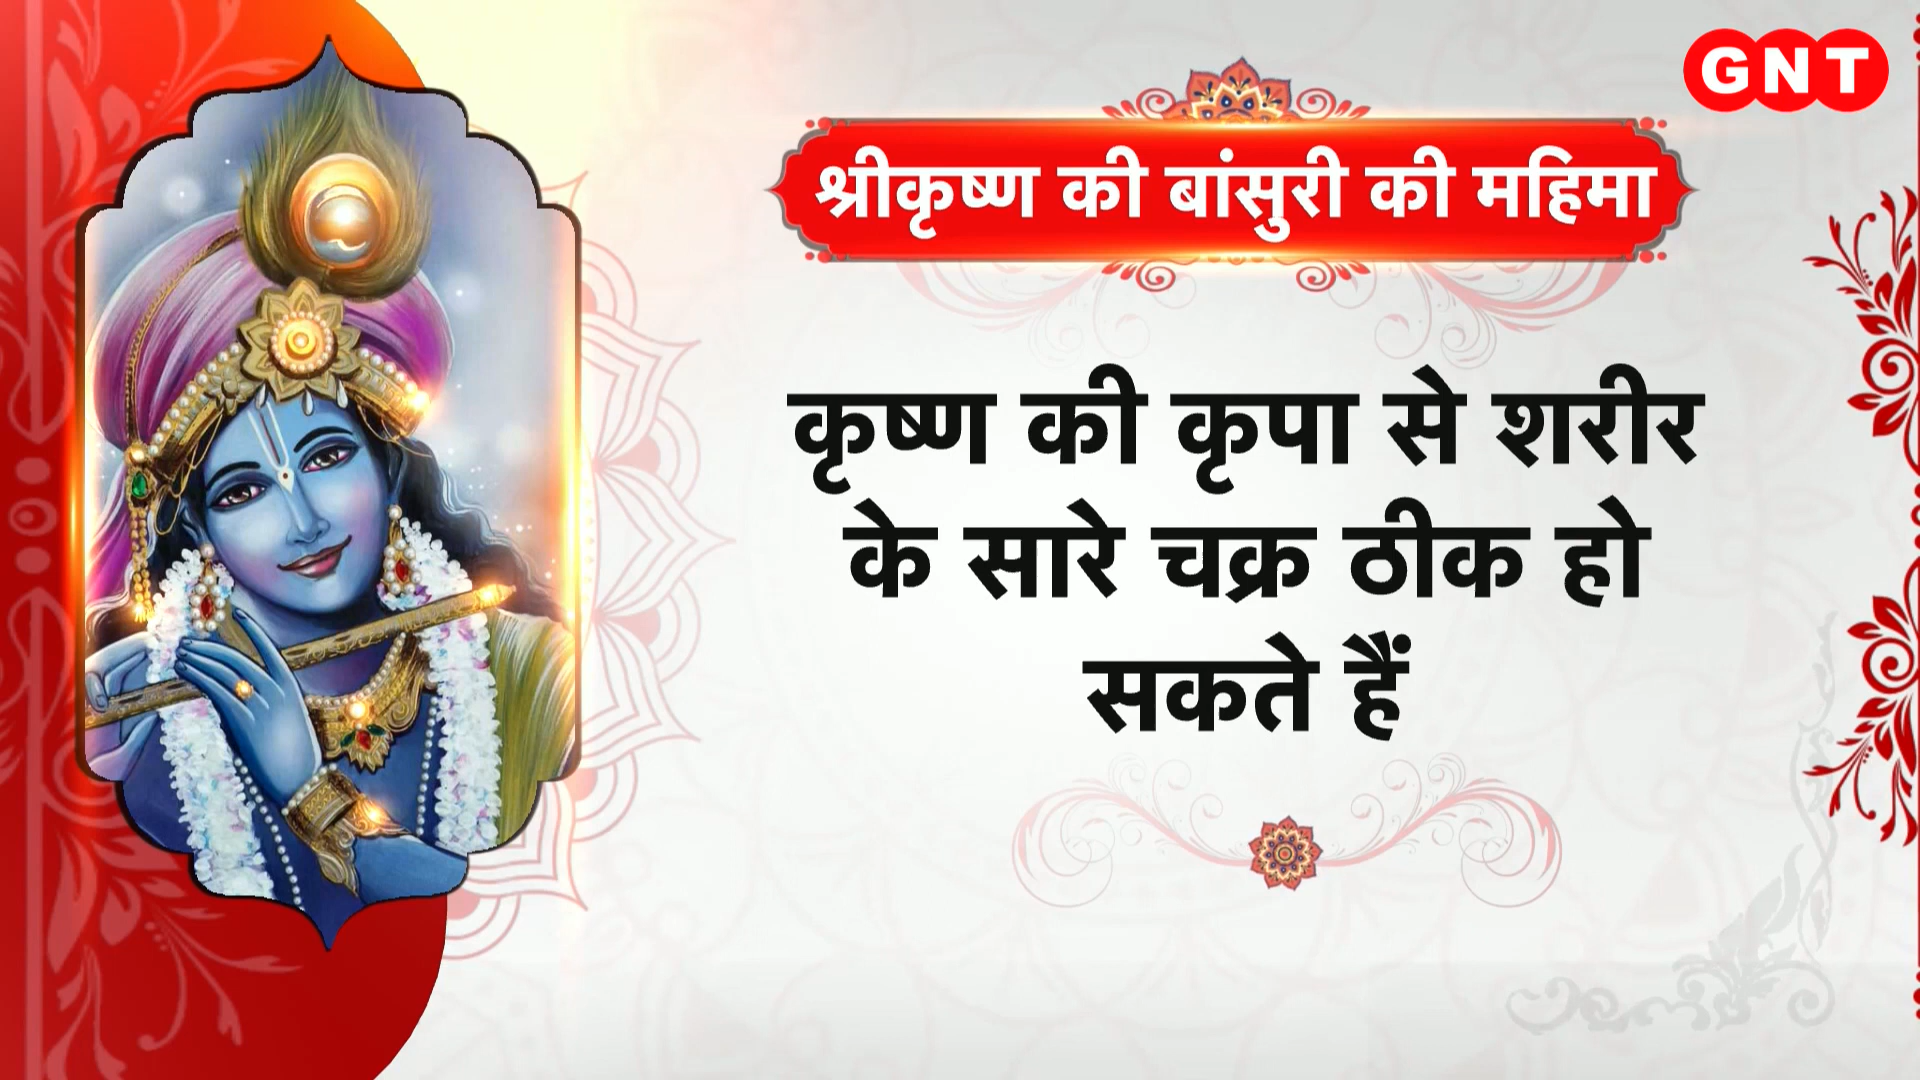 GNT
श्रीकृष्ण की बांसुरी की महिमा
कृष्ण की कृपा से शरीर
के सारे चक्र ठीक हो
सकते हैं